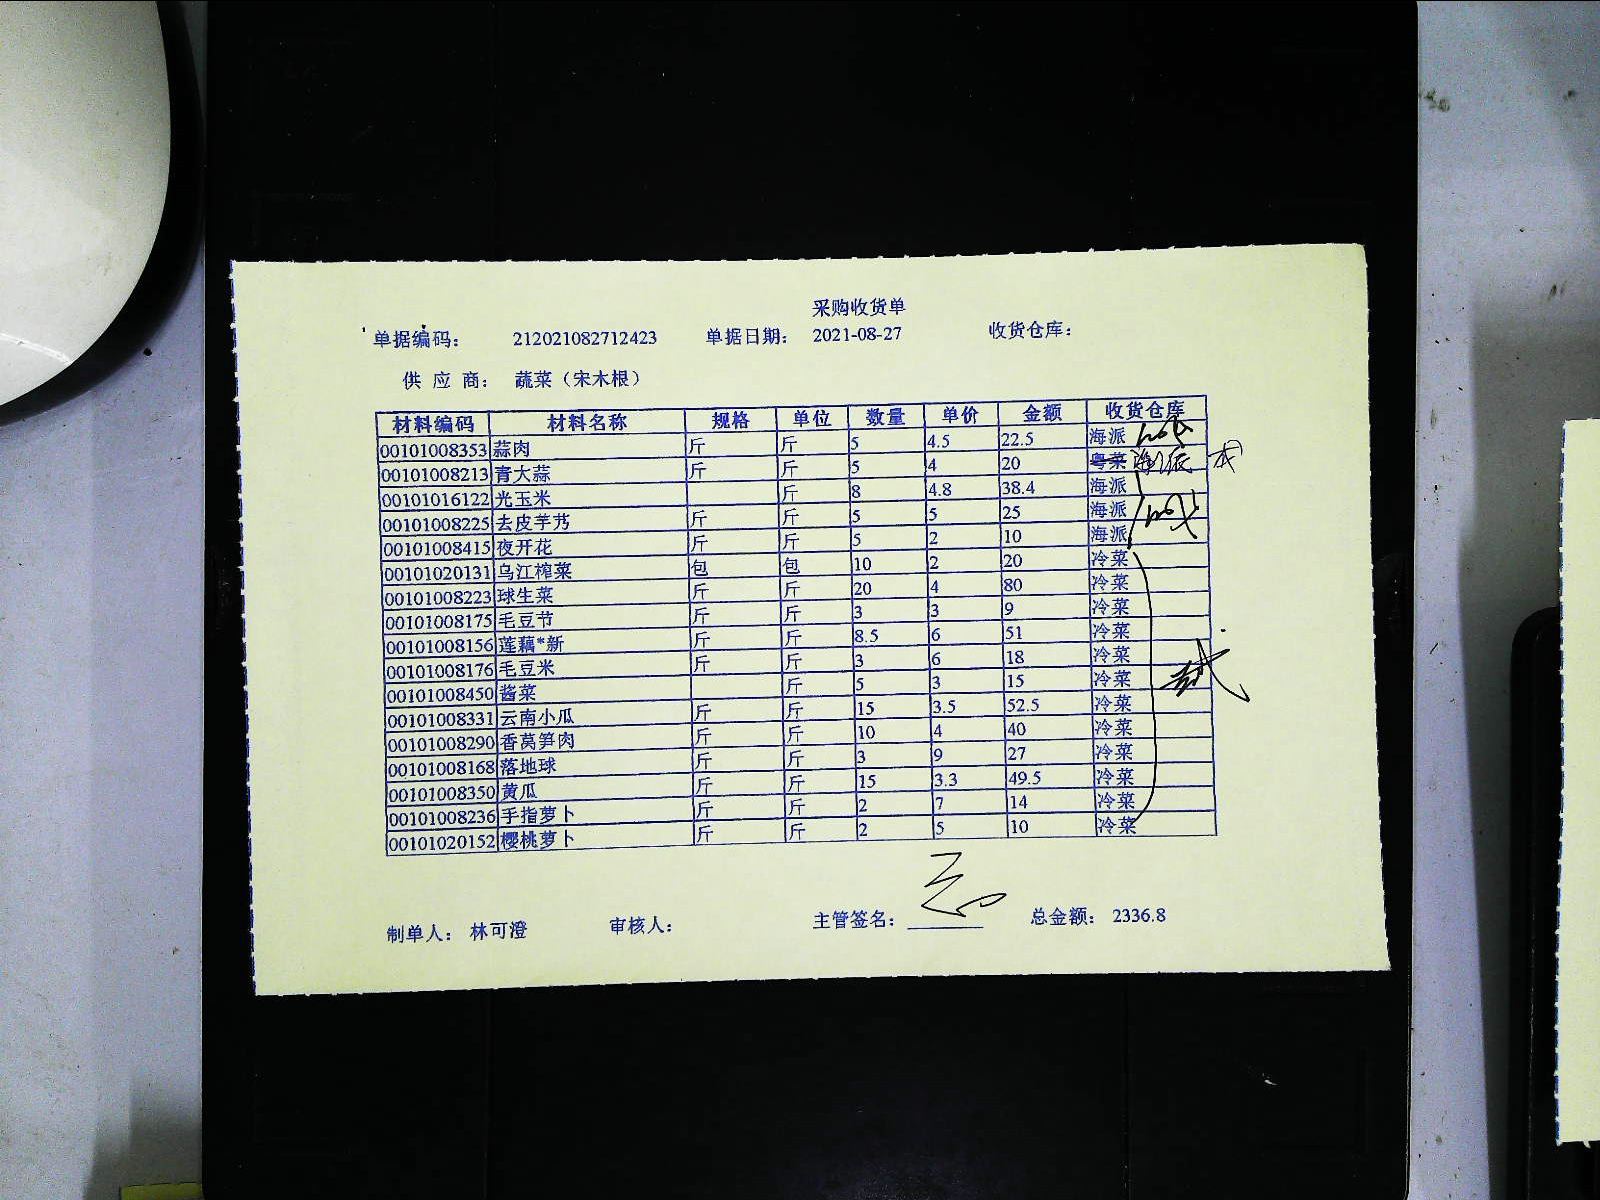 采购收货单
单据编码： 212021082712423 单据日期： 2021-08-27 收货仓库：
供 应 商： 蔬菜（宋木根）
材料编码 材料名称 规格 单位 数量 单价 金额 收货仓库
00101008353 蒜肉 斤 斤 5 4.5 22.5 海派
00101008213 青大蒜 斤 斤 5 4 20 粤菜 海派
00101016122 光玉米 斤 8 4.8 38.4 海派
00101008225 去皮芋艿 斤 斤 5 5 25 海派
00101008415 夜开花 斤 斤 5 2 10 海派
00101020131 乌江榨菜 包 包 10 2 20 冷菜
00101008223 球生菜 斤 斤 20 4 80 冷菜
00101008175 毛豆节 斤 斤 3 3 9 冷菜
00101008156 莲藕*新 斤 斤 8.5 6 51 冷菜
00101008176 毛豆米 斤 斤 3 6 18 冷菜
00101008450 酱菜 斤 5 3 15 冷菜
00101008331 云南小瓜 斤 斤 15 3.5 52.5 冷菜
00101008290 香莴笋肉 斤 斤 10 4 40 冷菜
00101008168 落地球 斤 斤 3 9 27 冷菜
00101008350 黄瓜 斤 斤 15 3.3 49.5 冷菜
00101008236 手指萝卜 斤 斤 2 7 14 冷菜
00101020152 樱桃萝卜 斤 斤 2 5 10 冷菜
制单人： 林可澄 审核人： 主管签名： 总金额： 2336.8